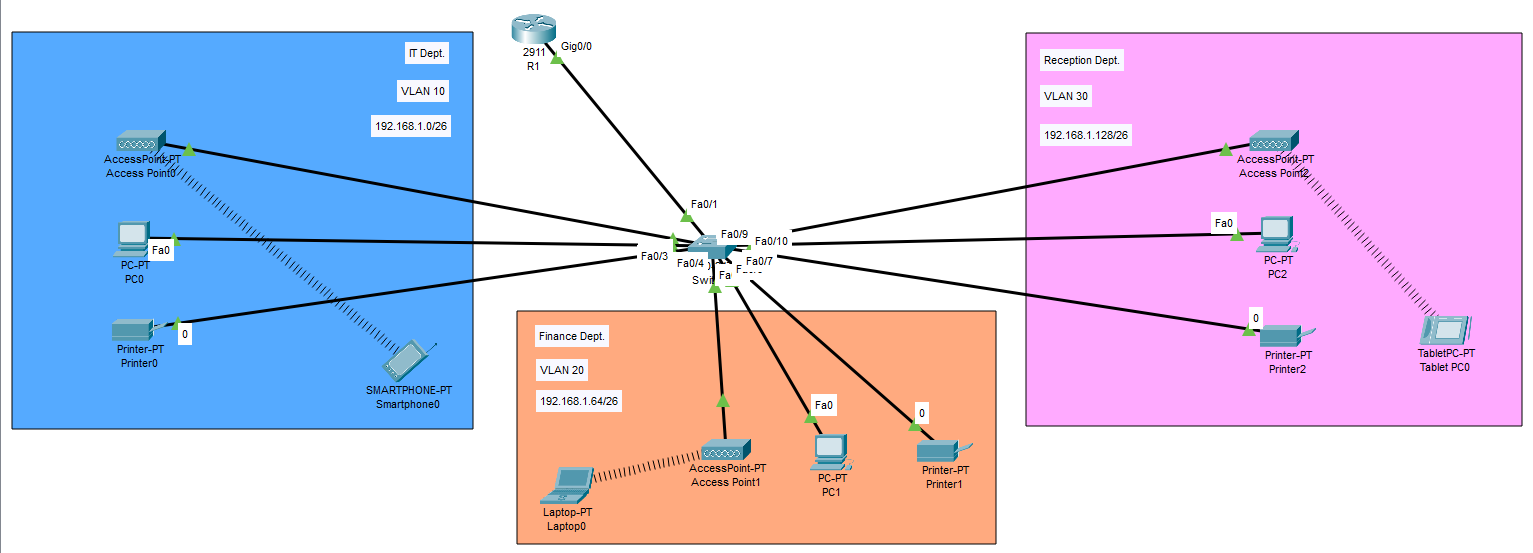 2911
R1
Gig0/0
IT Dept.
VLAN 10
192.168.1.0/26
AccessPoint-PT
Access Point0
Fa0
PC-PT
PC0
0
Printer-PT
Printer0
SMARTPHONE-PT
Smartphone0
Fa0/1
Fa0/9
Fa0/10
Fa0/3
Fa0/4
Fa0/7
Finance Dept.
VLAN 20
192.168.1.64/26
AccessPoint-PT
Access Point1
Laptop-PT
Laptop0
Fa0
PC-PT
PC1
0
Printer-PT
Printer1
Reception Dept.
VLAN 30
192.168.1.128/26
AccessPoint-PT
Access Point2
Fa0
PC-PT
PC2
0
Printer-PT
Printer2
TabletPC-PT
Tablet PC0